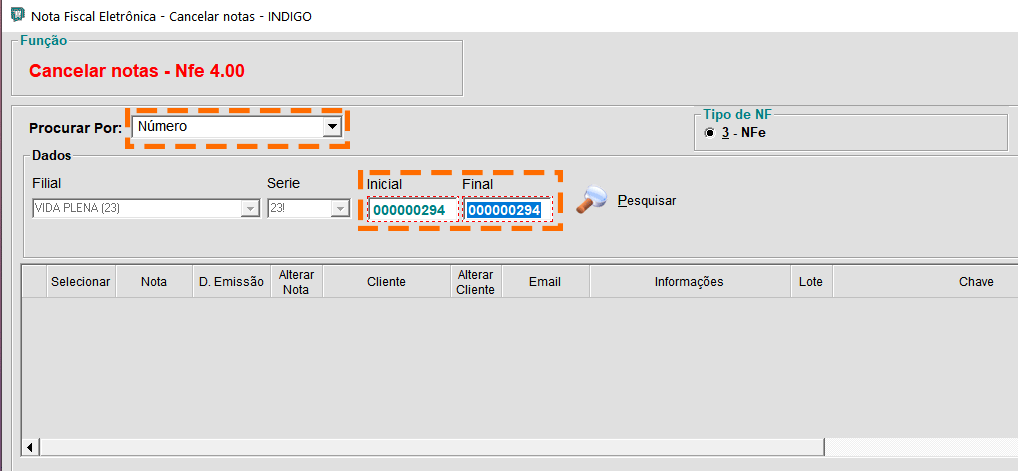 Nota Fiscal Eletrônica - Cancelar notas - INDIGO
Função
Cancelar notas - Nfe 4.00
Procurar Por: Número
Tipo de NF
3 - NFe
Dados
Filial Serie Inicial Final
VIDA PLENA (23) 23! 000000294 000000294 Pesquisar
Selecionar Nota D. Emissão Alterar Nota Cliente Alterar Cliente Email Informações Lote Chave